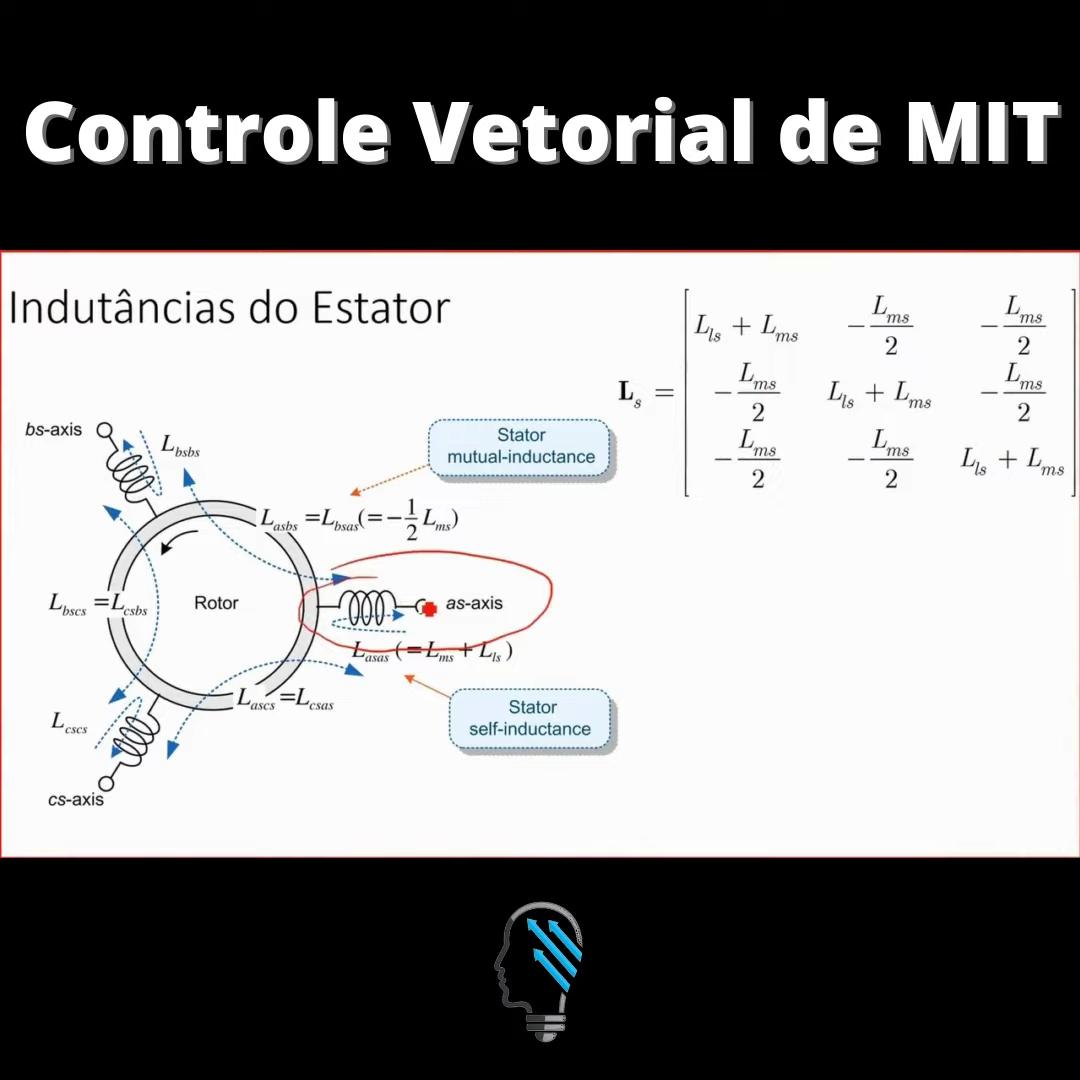 Controle Vetorial de MIT
Indutâncias do Estator
L_s = [ L_ls + L_ms   -L_ms/2   -L_ms/2
-L_ms/2   L_ls + L_ms   -L_ms/2
-L_ms/2   -L_ms/2   L_ls + L_ms ]
bs-axis
L_bsbs
Stator
mutual-inductance
L_asbs =L_bsas(=-1/2 L_ms)
L_bscs =L_csbs
Rotor
as-axis
L_asas (=L_ms + L_ls)
L_ascs =L_csas
L_cscs
Stator
self-inductance
cs-axis